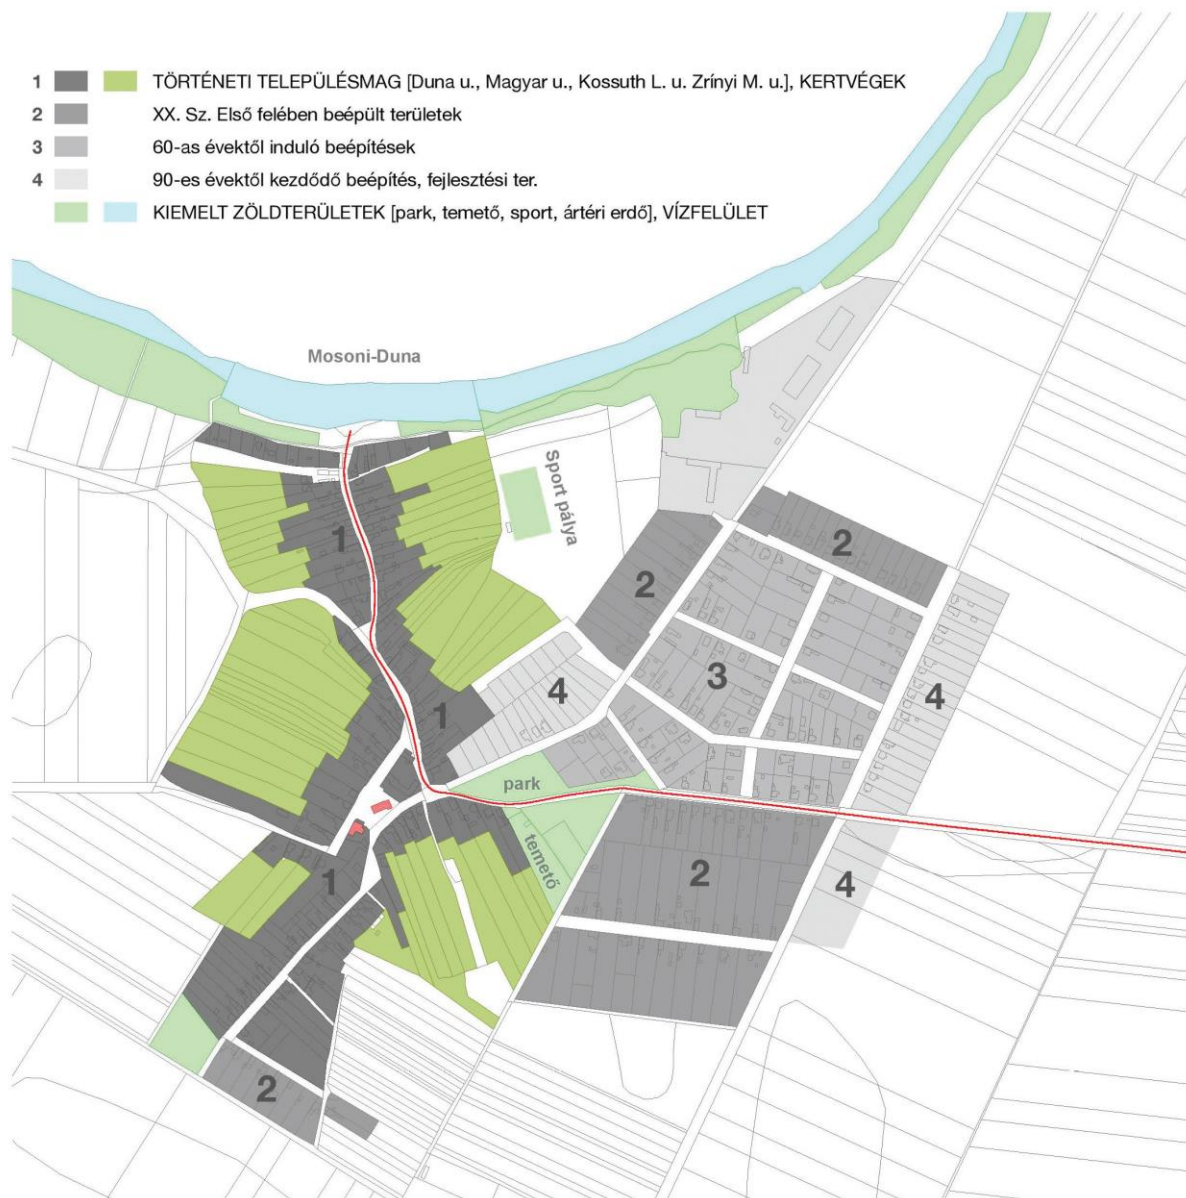 1 TÖRTÉNETI TELEPÜLÉSMAG [Duna u., Magyar u., Kossuth L. u. Zrínyi M. u.], KERTVÉGEK
2 XX. Sz. Első felében beépült területek
3 60-as évektől induló beépítések
4 90-es évektől kezdődő beépítés, fejlesztési ter.
KIEMELT ZÖLDTERÜLETEK [park, temető, sport, ártéri erdő], VÍZFELÜLET
Mosoni-Duna
Sport pálya
1
2
2
3
4
4
1
park
temető
1
2
4
2